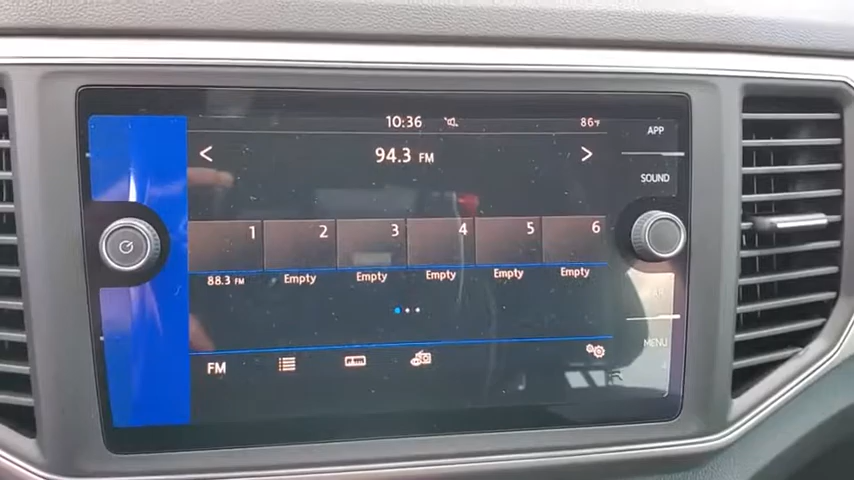 10:36 86°F
APP
94.3 FM
SOUND
1 2 3 4 5 6
88.3 FM Empty Empty Empty Empty Empty
FM
MENU